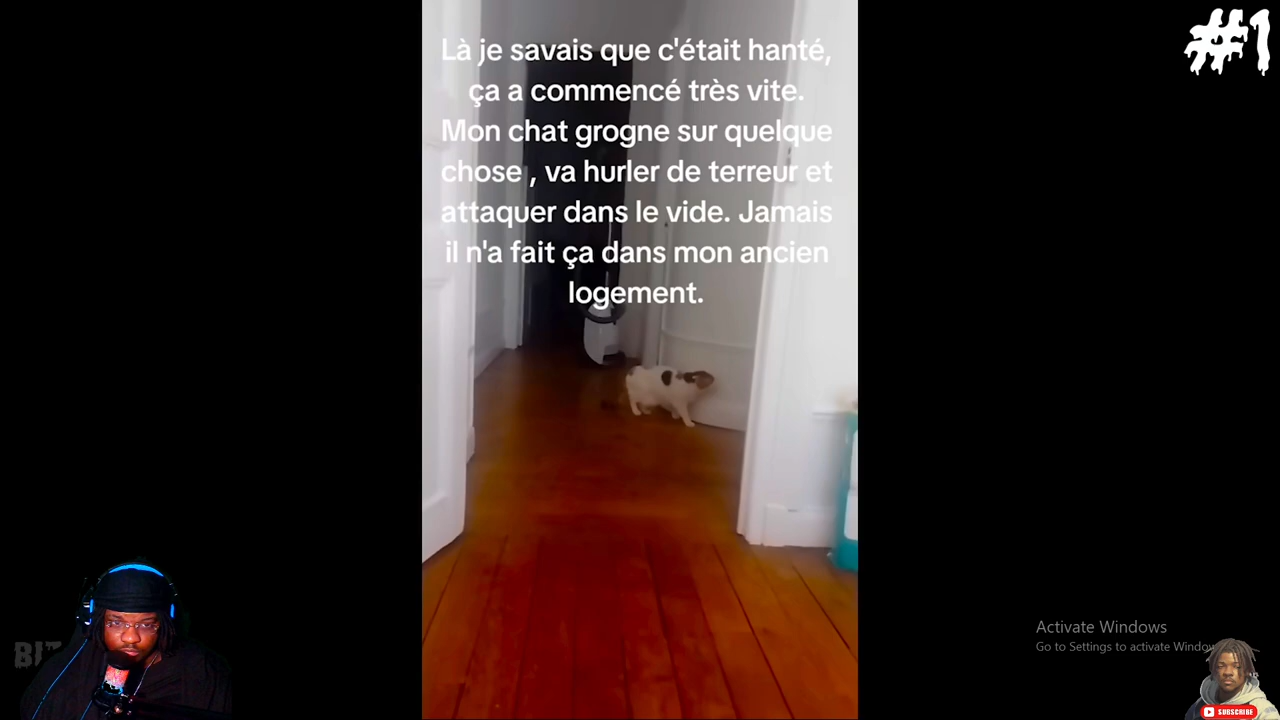 #1
Là je savais que c'était hanté,
ça a commencé très vite.
Mon chat grogne sur quelque
chose , va hurler de terreur et
attaquer dans le vide. Jamais
il n'a fait ça dans mon ancien
logement.
Activate Windows
Go to Settings to activate
SUBSCRIBE